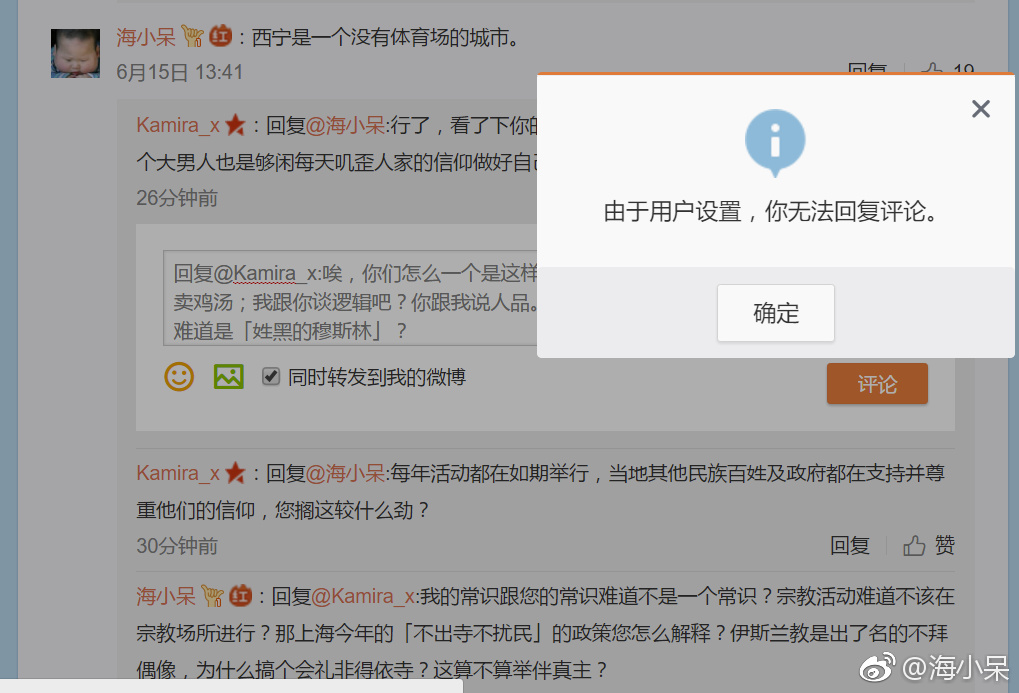 海小呆：西宁是一个没有体育场的城市。
6月15日 13:41
回复 19
Kamira_x：回复@海小呆:行了，看了下你的
个大男人也是够闲每天叽歪人家的信仰做好自己
26分钟前
由于用户设置，你无法回复评论。
确定
回复@Kamira_x:唉，你们怎么一个是这样
卖鸡汤；我跟你谈逻辑吧？你跟我说人品。
难道是「姓黑的穆斯林」？
同时转发到我的微博
评论
Kamira_x：回复@海小呆:每年活动都在如期举行，当地其他民族百姓及政府都在支持并尊
重他们的信仰，您搁这较什么劲？
30分钟前
回复 赞
海小呆：回复@Kamira_x:我的常识跟您的常识难道不是一个常识？宗教活动难道不该在
宗教场所进行？那上海今年的「不出寺不扰民」的政策您怎么解释？伊斯兰教是出了名的不拜
偶像，为什么搞个会礼非得依寺？这算不算举伴真主？
@海小呆